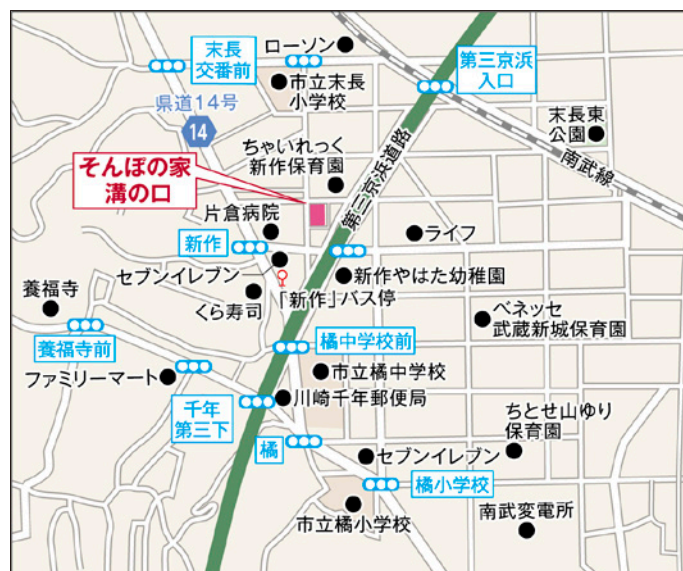 ローソン
末長
交番前
第三京浜
入口
市立末長
小学校
県道14号
14
末長東
公園
ちゃいれっく
新作保育園
そんぽの家
溝の口
第三京浜道路
南武線
片倉病院
ライフ
新作
セブンイレブン
新作やはた幼稚園
養福寺
くら寿司
「新作」バス停
ベネッセ
武蔵新城保育園
養福寺前
橘中学校前
ファミリーマート
市立橘中学校
川崎千年郵便局
千年
第三下
ちとせ山ゆり
保育園
橘
セブンイレブン
橘小学校
市立橘小学校
南武変電所